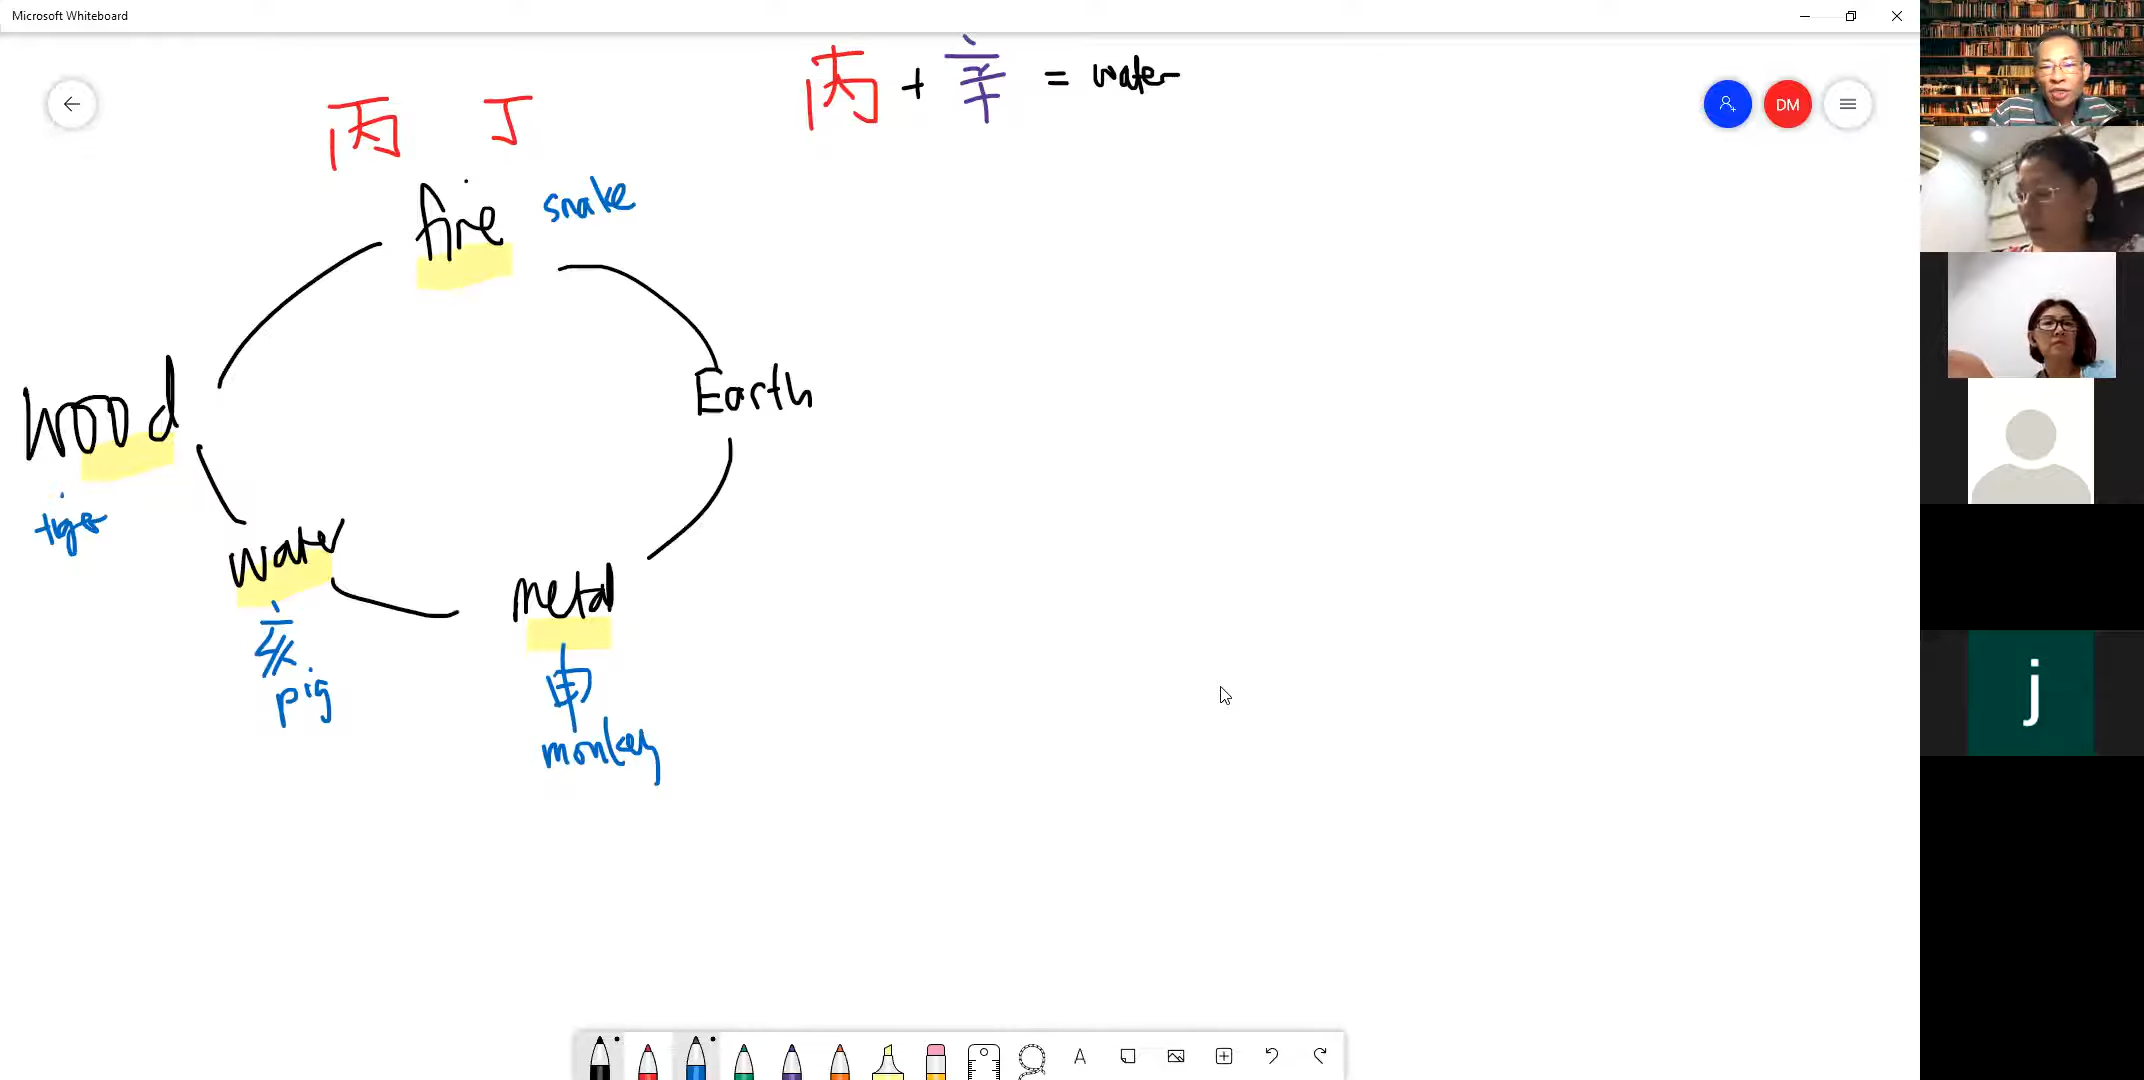 Microsoft Whiteboard
丙 + 辛 = water
丙 丁
DM
fire snake
Earth
wood
tiger
water
metal
亥
pig
申
monkey
j
A